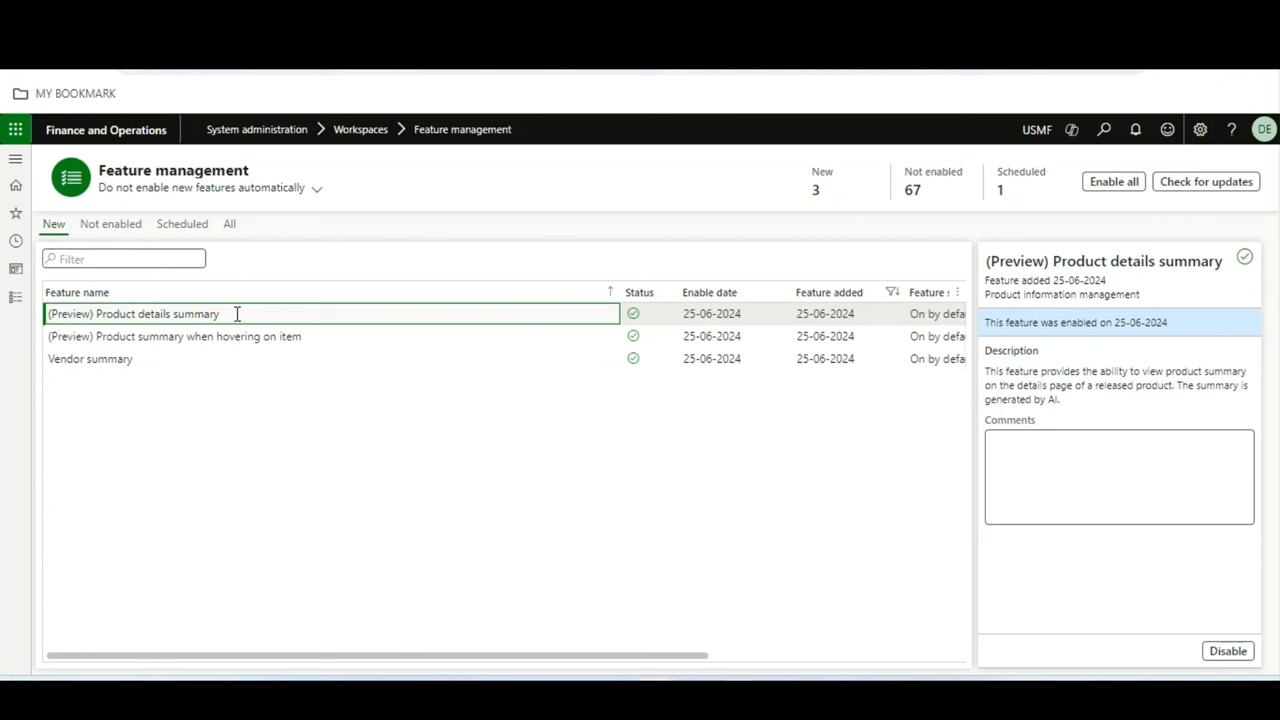 MY BOOKMARK
Finance and Operations
System administration
Workspaces
Feature management
USMF
DE
Feature management
Do not enable new features automatically
New
3
Not enabled
67
Scheduled
1
Enable all
Check for updates
New
Not enabled
Scheduled
All
Filter
Feature name
Status
Enable date
Feature added
Feature
(Preview) Product details summary
25-06-2024
25-06-2024
On by defa
(Preview) Product summary when hovering on item
25-06-2024
25-06-2024
On by defa
Vendor summary
25-06-2024
25-06-2024
On by defa
(Preview) Product details summary
Feature added 25-06-2024
Product information management
This feature was enabled on 25-06-2024
Description
This feature provides the ability to view product summary
on the details page of a released product. The summary is
generated by AI.
Comments
Disable